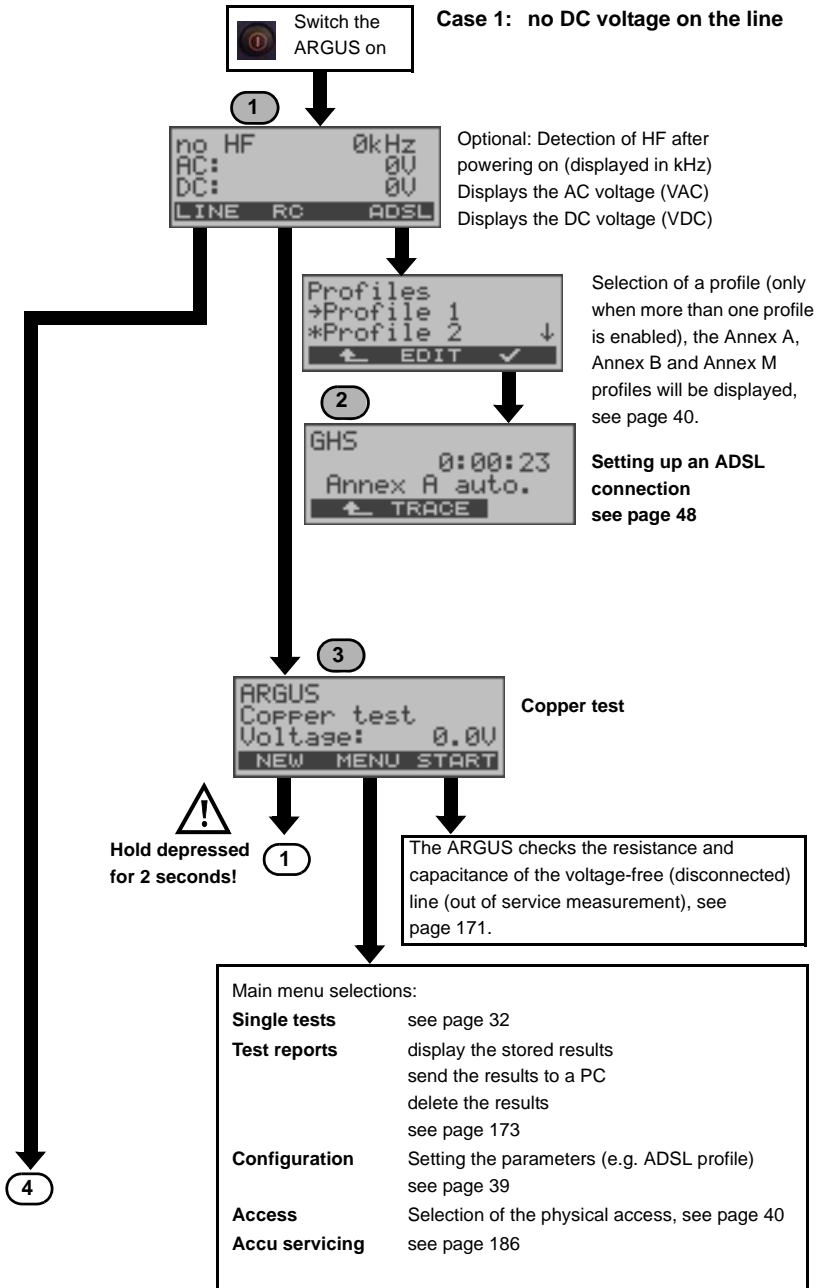 Switch the
ARGUS on
Case 1: no DC voltage on the line
1
no HF 0kHz
AC: 0V
DC: 0V
LINE RC ADSL
Optional: Detection of HF after
powering on (displayed in kHz)
Displays the AC voltage (VAC)
Displays the DC voltage (VDC)
Profiles
→Profile 1
*Profile 2 ↓
EDIT ✓
Selection of a profile (only
when more than one profile
is enabled), the Annex A,
Annex B and Annex M
profiles will be displayed,
see page 40.
2
GHS
0:00:23
Annex A auto.
TRACE
Setting up an ADSL
connection
see page 48
3
ARGUS
Copper test
Voltage: 0.0V
NEW MENU START
Copper test
Hold depressed
for 2 seconds!
1
The ARGUS checks the resistance and
capacitance of the voltage-free (disconnected)
line (out of service measurement), see
page 171.
Main menu selections:
Single tests see page 32
Test reports display the stored results
send the results to a PC
delete the results
see page 173
Configuration Setting the parameters (e.g. ADSL profile)
see page 39
Access Selection of the physical access, see page 40
Accu servicing see page 186
4